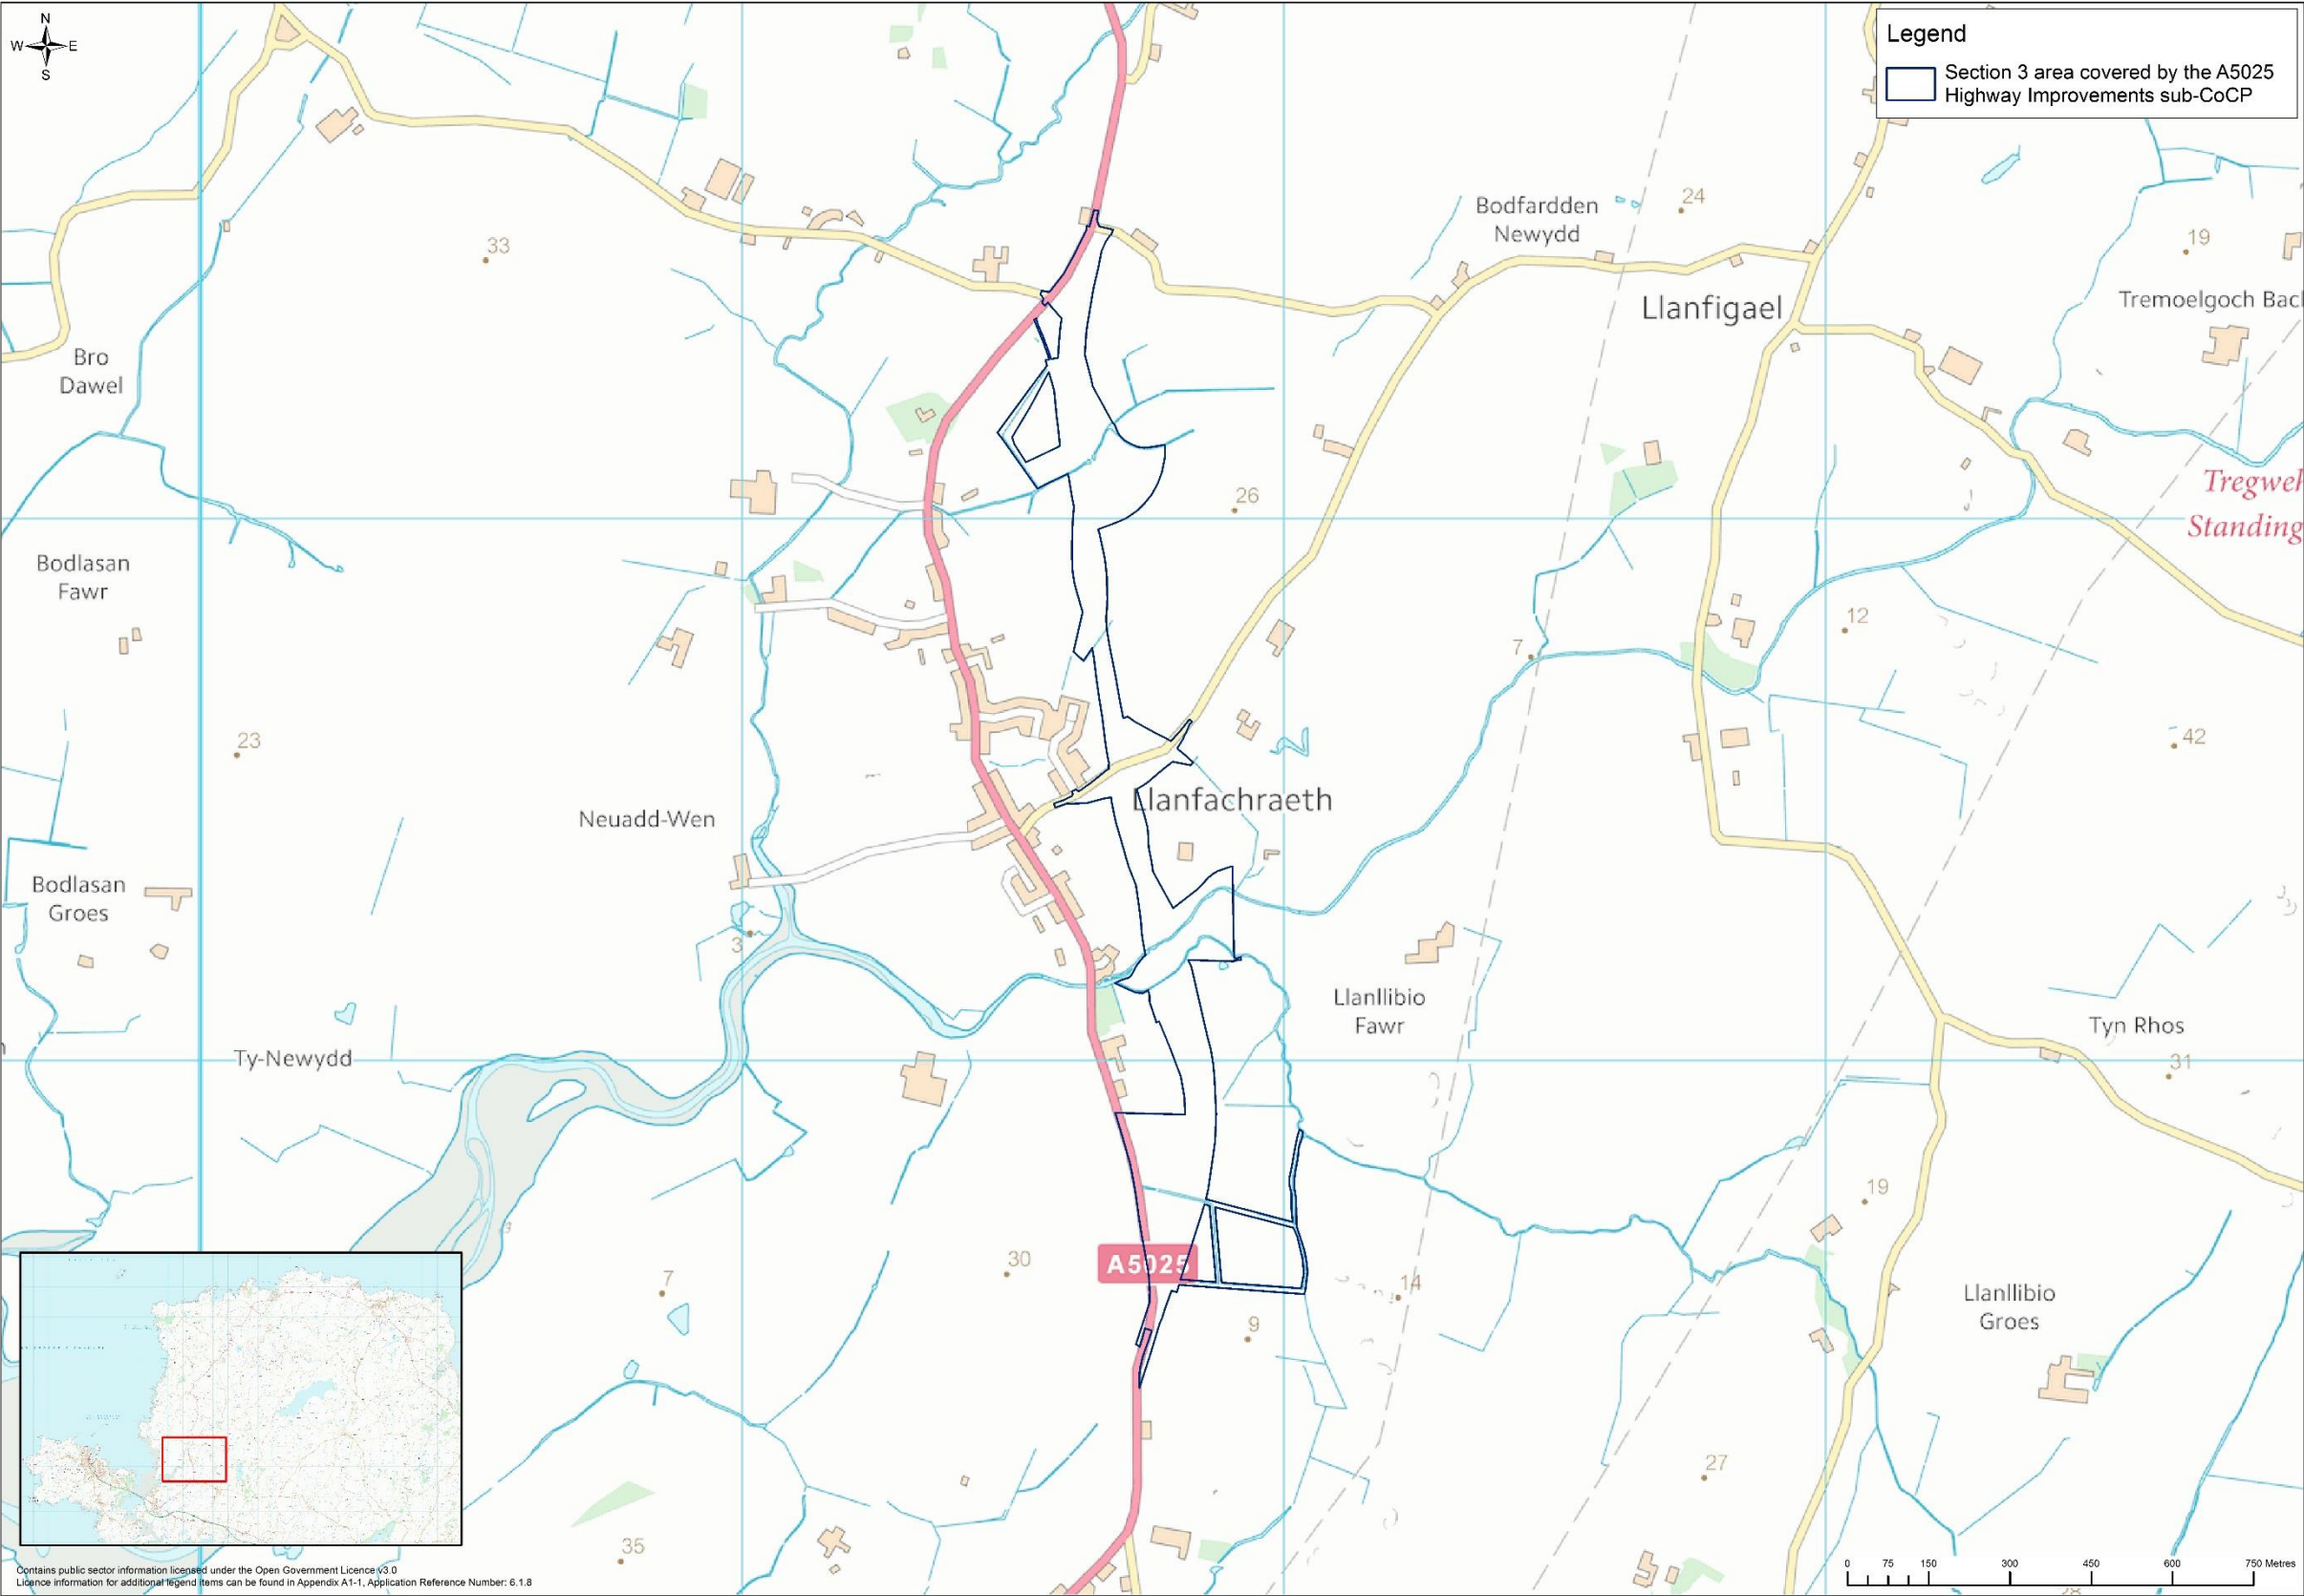 N
W E
S
Legend
Section 3 area covered by the A5025
Highway Improvements sub-CoCP
33
Bodfardden
Newydd
24
19
Llanfigael
Tremoelgoch Bac
Bro
Dawel
26
Standing
Bodlasan
Fawr
12
7
23
42
Neuadd-Wen
Llanfachraeth
Bodlasan
Groes
3
Llanllibio
Fawr
Tyn Rhos
Ty-Newydd
31
19
A5025
30
7
14
9
Llanllibio
Groes
27
35
0 75 150 300 450 600 750 Metres
Contains public sector information licensed under the Open Government Licence v3.0
Licence information for additional legend items can be found in Appendix A1-1, Application Reference Number: 6.1.8